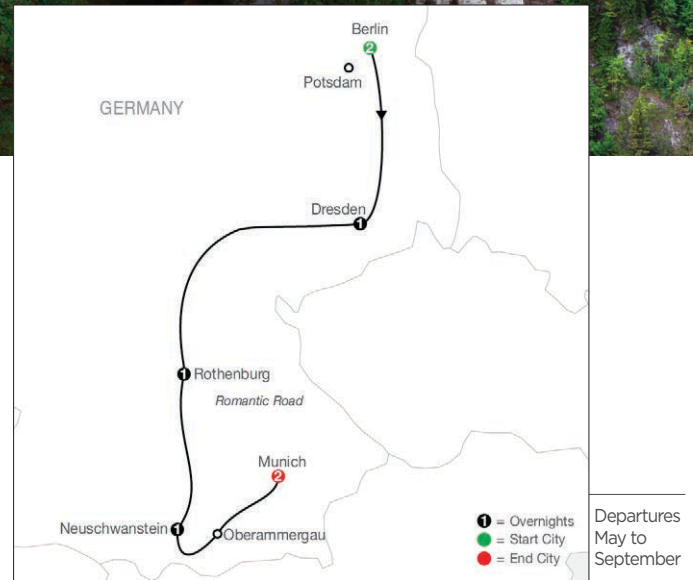 Berlin
2
Potsdam
GERMANY
Dresden
1
1 Rothenburg
Romantic Road
Munich
2
Neuschwanstein 1
Oberammergau
1 = Overnights
= Start City
= End City
Departures
May to
September